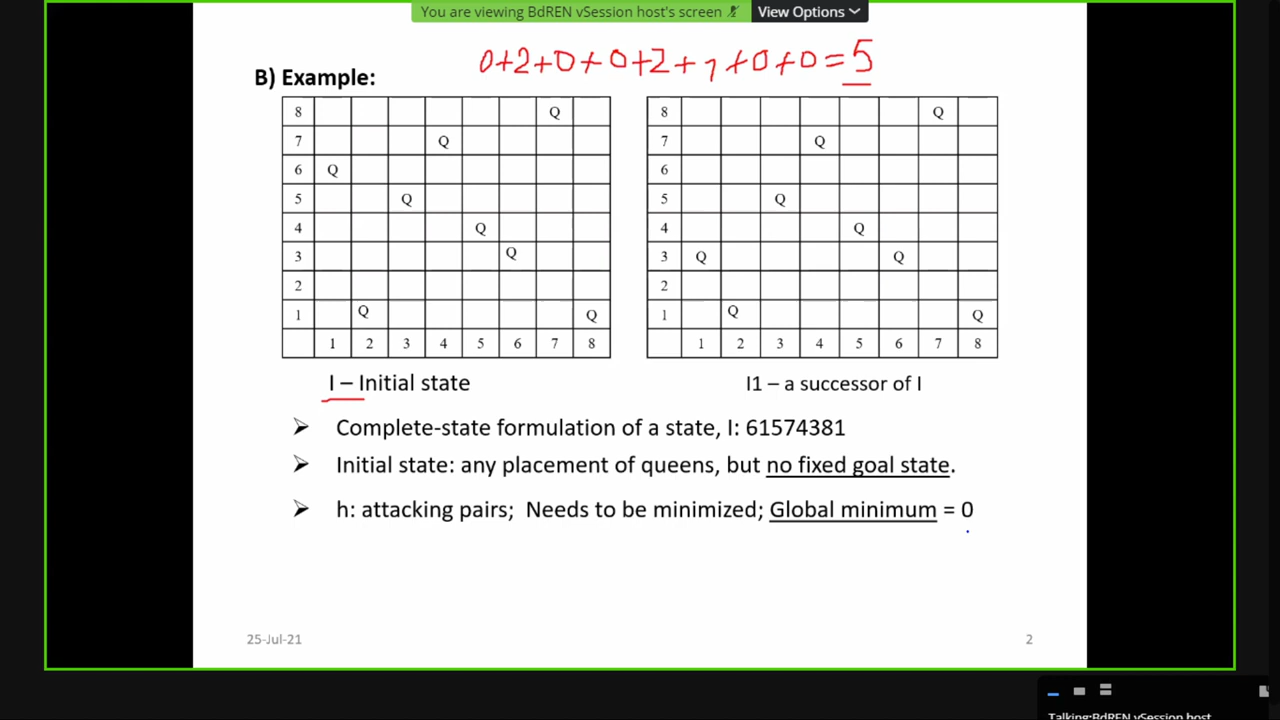 You are viewing BdREN vSession host's screen View Options
0+2+0+0+2+1+0+0=5
B) Example:
8 Q 8 Q
7 Q 7 Q
6 Q 6
5 Q 5 Q
4 Q 4 Q
3 Q 3 Q Q
2 2
1 Q Q 1 Q Q
1 2 3 4 5 6 7 8 1 2 3 4 5 6 7 8
I – Initial state I1 – a successor of I
➢ Complete-state formulation of a state, I: 61574381
➢ Initial state: any placement of queens, but no fixed goal state.
➢ h: attacking pairs; Needs to be minimized; Global minimum = 0
25-Jul-21 2
Talking:BdREN vSession host